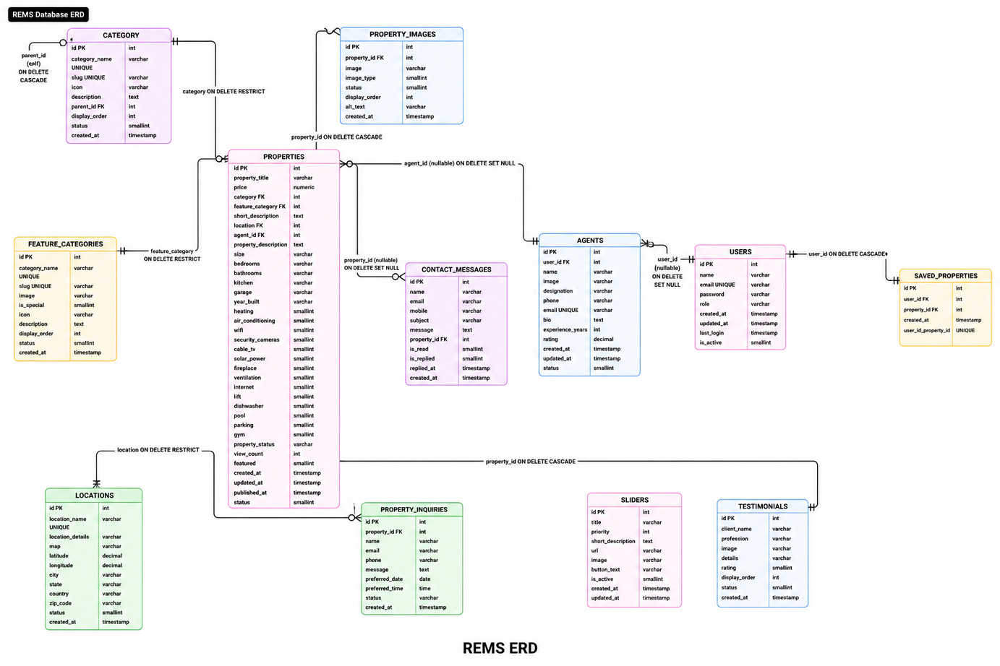 REMS Database ERD
CATEGORY
id PK int
category_name varchar
UNIQUE
slug UNIQUE varchar
icon varchar
description text
parent_id FK int
display_order int
status smallint
created_at timestamp
parent_id
ON DELETE
CASCADE
category ON DELETE RESTRICT
PROPERTY_IMAGES
id PK int
property_id FK int
image varchar
image_type smallint
status smallint
display_order int
alt_text varchar
created_at timestamp
property_id ON DELETE CASCADE
PROPERTIES
id PK int
property_title varchar
price numeric
category FK int
feature_category FK int
short_description text
location FK int
agent_id FK int
property_description text
size varchar
bedrooms varchar
bathrooms varchar
kitchen varchar
garage varchar
year_built varchar
heating smallint
air_conditioning smallint
wifi smallint
security_cameras smallint
cable_tv smallint
solar_power smallint
fireplace smallint
ventilation smallint
internet smallint
lift smallint
dishwasher smallint
pool smallint
parking smallint
gym smallint
property_status varchar
view_count int
featured smallint
created_at timestamp
updated_at timestamp
published_at timestamp
status smallint
agent_id (nullable) ON DELETE SET NULL
FEATURE_CATEGORIES
id PK int
category_name varchar
UNIQUE
slug UNIQUE varchar
image varchar
is_special smallint
icon varchar
description text
display_order int
status smallint
created_at timestamp
feature_category
ON DELETE RESTRICT
property_id (nullable)
ON DELETE SET NULL
CONTACT_MESSAGES
id PK int
name varchar
email varchar
mobile varchar
subject varchar
message text
property_id FK int
is_read smallint
is_replied smallint
replied_at timestamp
created_at timestamp
AGENTS
id PK int
user_id FK int
name varchar
image varchar
designation varchar
phone varchar
email UNIQUE varchar
bio text
experience_years int
rating decimal
created_at timestamp
updated_at timestamp
status smallint
user_id
(nullable)
ON DELETE
SET NULL
USERS
id PK int
name varchar
email UNIQUE varchar
password varchar
role varchar
created_at timestamp
updated_at timestamp
last_login timestamp
is_active smallint
user_id ON DELETE CASCADE
SAVED_PROPERTIES
id PK int
user_id FK int
property_id FK int
created_at timestamp
user_id_property_id UNIQUE
location ON DELETE RESTRICT
property_id ON DELETE CASCADE
LOCATIONS
id PK int
location_name varchar
UNIQUE
location_details varchar
map varchar
latitude decimal
longitude decimal
city varchar
state varchar
country varchar
zip_code varchar
status smallint
created_at timestamp
PROPERTY_INQUIRIES
id PK int
property_id FK int
name varchar
email varchar
phone varchar
message text
preferred_date date
preferred_time time
status varchar
created_at timestamp
SLIDERS
id PK int
title varchar
priority int
short_description text
url varchar
image varchar
button_text varchar
is_active smallint
created_at timestamp
updated_at timestamp
TESTIMONIALS
id PK int
client_name varchar
profession varchar
image varchar
details varchar
rating smallint
display_order int
status smallint
created_at timestamp
REMS ERD